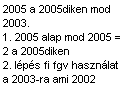 2005 a 2005diken mod
2003.
1. 2005 alap mod 2005 =
2 a 2005diken
2. lépés fi fgv használat
a 2003-ra ami 2002